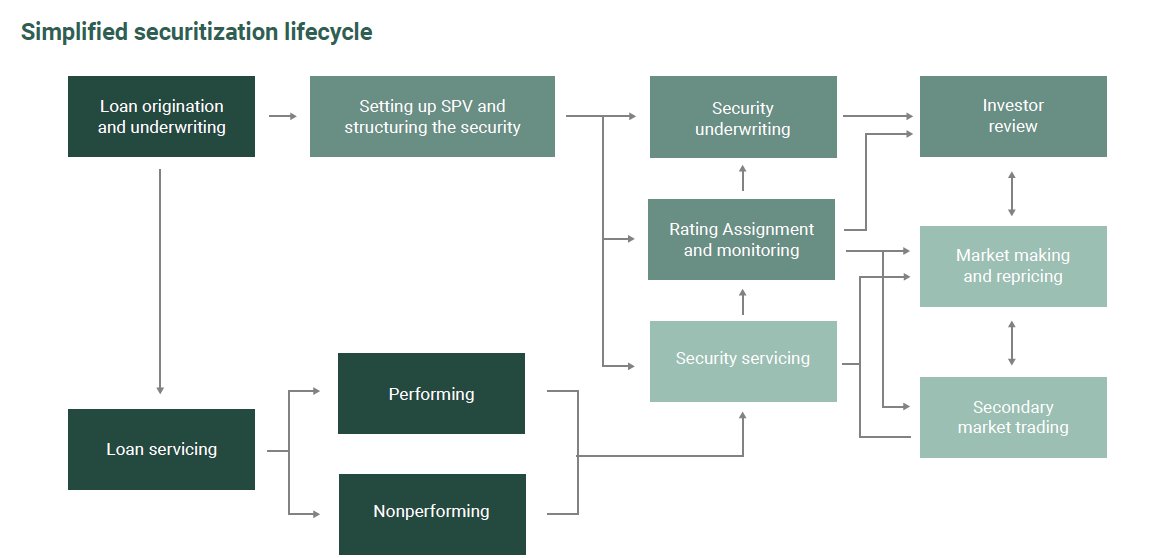 Simplified securitization lifecycle
Loan origination
and underwriting
Setting up SPV and
structuring the security
Security
underwriting
Investor
review
Rating Assignment
and monitoring
Market making
and repricing
Security servicing
Performing
Secondary
market trading
Loan servicing
Nonperforming